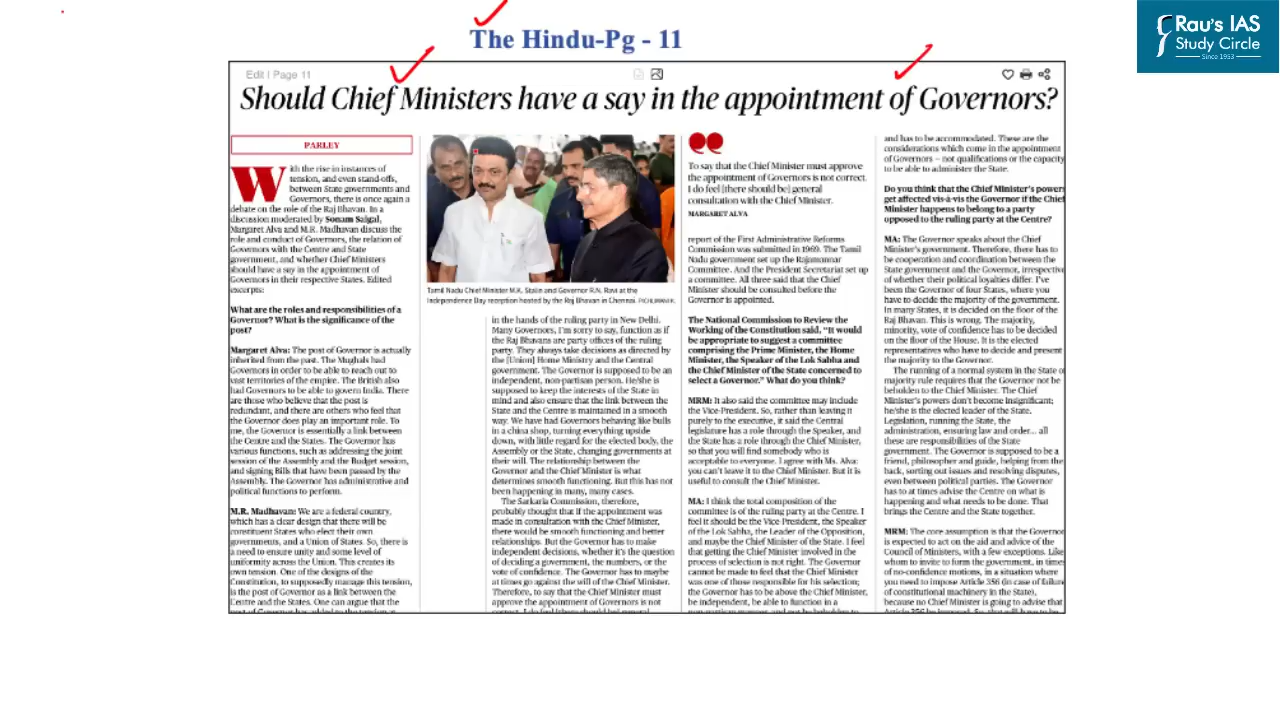 The Hindu-Pg - 11
Rau's IAS
Study Circle
Since 1953
Edit | Page 11
Should Chief Ministers have a say in the appointment of Governors?
PARLEY
With the rise in instances of
tension, and even stand-offs,
between State governments and
Governors, there is once again a
debate on the role of the Raj Bhavan. In a
discussion moderated by Sonam Saigal,
Margaret Alva and M.R. Madhavan discuss the
role and conduct of Governors, the relation of
Governors with the Centre and State
government, and whether Chief Ministers
should have a say in the appointment of
Governors in their respective States. Edited
excerpts:
What are the roles and responsibilities of a
Governor? What is the significance of the
post?
Margaret Alva: The post of Governor is actually
inherited from the past. The Mughals had
Governors in order to be able to reach out to
vast territories of the empire. The British also
had Governors to be able to govern India. There
are those who believe that the post is
redundant, and there are others who feel that
the Governor does play an important role. To
me, the Governor is essentially a link between
the Centre and the States. The Governor has
various functions, such as addressing the joint
session of the Assembly and the Budget session,
and signing Bills that have been passed by the
Assembly. The Governor has administrative and
political functions to perform.
M.R. Madhavan: We are a federal country,
which has a clear design that there will be
constituent States who elect their own
governments, and a Union of States. So, there is
a need to ensure unity and some level of
uniformity across the Union. This creates its
own tension. One of the designs of the
Constitution, to supposedly manage this tension,
is the post of Governor as a link between the
Centre and the States. One can argue that the
Tamil Nadu Chief Minister M.K. Stalin and Governor R.N. Ravi at the
Independence Day reception hosted by the Raj Bhavan in Chennai.
in the hands of the ruling party in New Delhi.
Many Governors, I'm sorry to say, function as if
the Raj Bhavans are party offices of the ruling
party. They always take decisions as directed by
the [Union] Home Ministry and the Central
government. The Governor is supposed to be an
independent, non-partisan person. He/she is
supposed to keep the interests of the State in
mind and also ensure that the link between the
State and the Centre is maintained in a smooth
way. We have had Governors behaving like bulls
in a china shop, turning everything upside
down, with little regard for the elected body, the
Assembly or the State, changing governments at
their will. The relationship between the
Governor and the Chief Minister is what
determines smooth functioning. But this has not
been happening in many, many cases.
The Sarkaria Commission, therefore,
probably thought that if the appointment was
made in consultation with the Chief Minister,
there would be smooth functioning and better
relationships. But the Governor has to make
independent decisions, whether it's the question
of deciding a government, the numbers, or the
vote of confidence. The Governor has to maybe
at times go against the will of the Chief Minister.
Therefore, to say that the Chief Minister must
approve the appointment of Governors is not
To say that the Chief Minister must approve
the appointment of Governors is not correct.
I do feel [there should be] general
consultation with the Chief Minister.
MARGARET ALVA
report of the First Administrative Reforms
Commission was submitted in 1969. The Tamil
Nadu government set up the Rajamannar
Committee. And the President Secretariat set up
a committee. All three said that the Chief
Minister should be consulted before the
Governor is appointed.
The National Commission to Review the
Working of the Constitution said, "It would
be appropriate to suggest a committee
comprising the Prime Minister, the Home
Minister, the Speaker of the Lok Sabha and
the Chief Minister of the State concerned to
select a Governor." What do you think?
MRM: It also said the committee may include
the Vice-President. So, rather than leaving it
purely to the executive, it said the Central
legislature has a role through the Speaker, and
the State has a role through the Chief Minister,
so that you will find somebody who is
acceptable to everyone. I agree with Ms. Alva:
you can't leave it to the Chief Minister. But it is
useful to consult the Chief Minister.
MA: I think the total composition of the
committee is of the ruling party at the Centre. I
feel it should be the Vice-President, the Speaker
of the Lok Sabha, the Leader of the Opposition,
and maybe the Chief Minister of the State. I feel
that getting the Chief Minister involved in the
process of selection is not right. The Governor
cannot be made to feel that the Chief Minister
was one of those responsible for his selection;
the Governor has to be above the Chief Minister,
be independent, be able to function in a
and has to be accommodated. These are the
considerations which come in the appointment
of Governors – not qualifications or the capacity
to be able to administer the State.
Do you think that the Chief Minister's powers
get affected vis-à-vis the Governor if the Chief
Minister happens to belong to a party
opposed to the ruling party at the Centre?
MA: The Governor speaks about the Chief
Minister's government. Therefore, there has to
be cooperation and coordination between the
State government and the Governor, irrespective
of whether their political loyalties differ. I've
been the Governor of four States, where you
have to decide the majority of the government.
In many States, it is decided on the floor of the
Raj Bhavan. This is wrong. The majority,
minority, vote of confidence has to be decided
on the floor of the House. It is the elected
representatives who have to decide and present
the majority to the Governor.
The running of a normal system in the State or
majority rule requires that the Governor not be
beholden to the Chief Minister. The Chief
Minister's powers don't become insignificant;
he/she is the elected leader of the State.
Legislation, running the State, the
administration, ensuring law and order... all
these are responsibilities of the State
government. The Governor is supposed to be a
friend, philosopher and guide, helping from the
back, sorting out issues and resolving disputes,
even between political parties. The Governor
has to at times advise the Centre on what is
happening and what needs to be done. That
brings the Centre and the State together.
MRM: The core assumption is that the Governor
is expected to act on the aid and advice of the
Council of Ministers, with a few exceptions. Like
whom to invite to form the government, in times
of no-confidence motions, in a situation where
you need to impose Article 356 (in case of failure
of constitutional machinery in the State),
because no Chief Minister is going to advise that